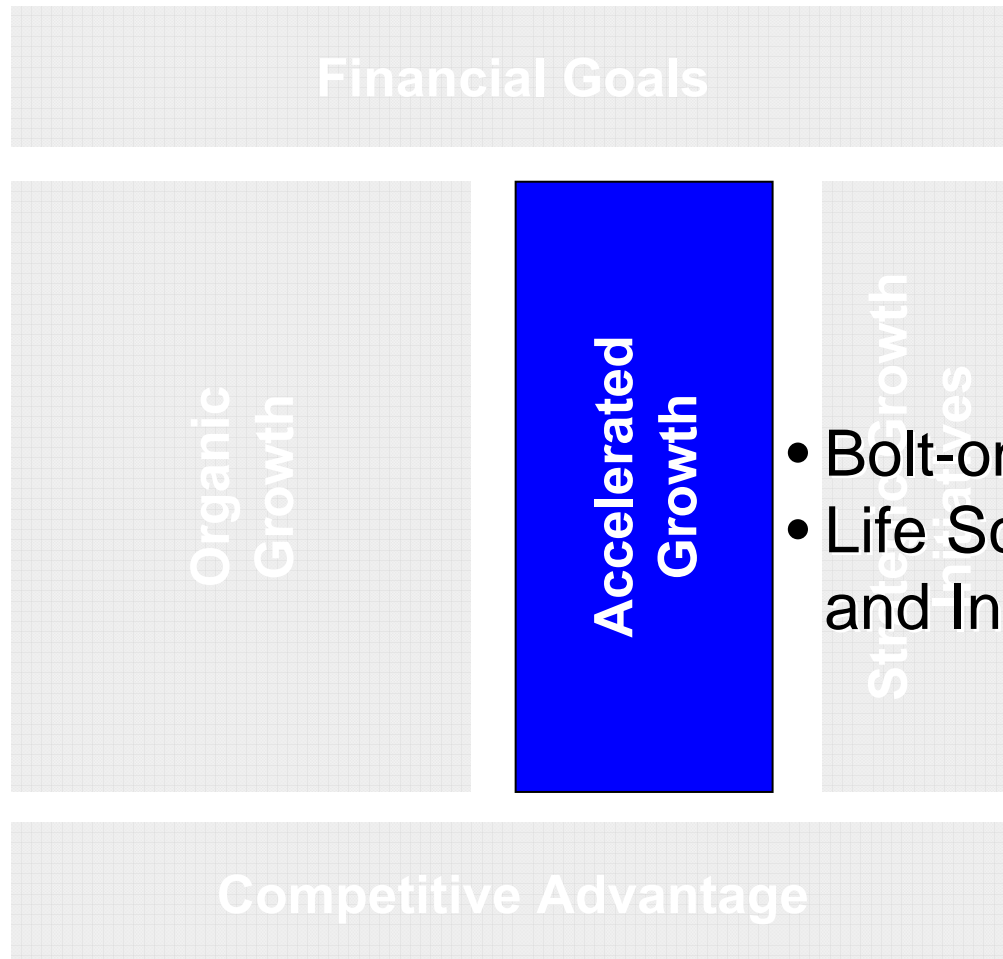 Financial Goals
Organic
Growth
Accelerated
Growth
Strategic Growth
Initiatives
• Bolt-on
• Life Sc
and In
Competitive Advantage